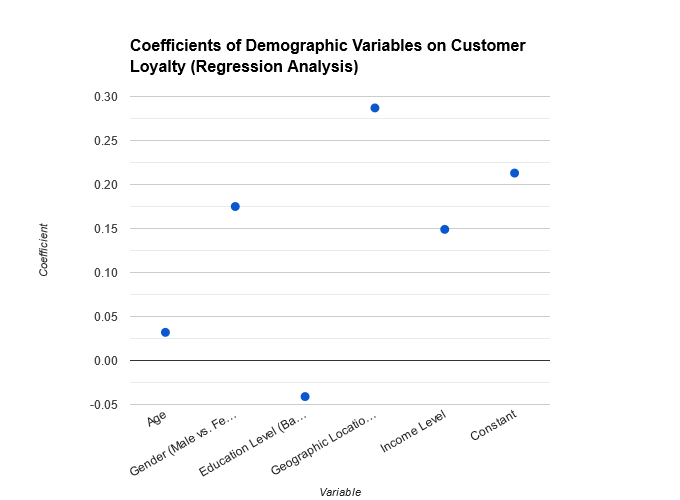 Coefficients of Demographic Variables on Customer
Loyalty (Regression Analysis)
0.30
0.25
0.20
0.15
0.10
0.05
0.00
-0.05
Coefficient
Age
Gender (Male vs. Fe…
Education Level (Ba…
Geographic Locatio…
Income Level
Constant
Variable